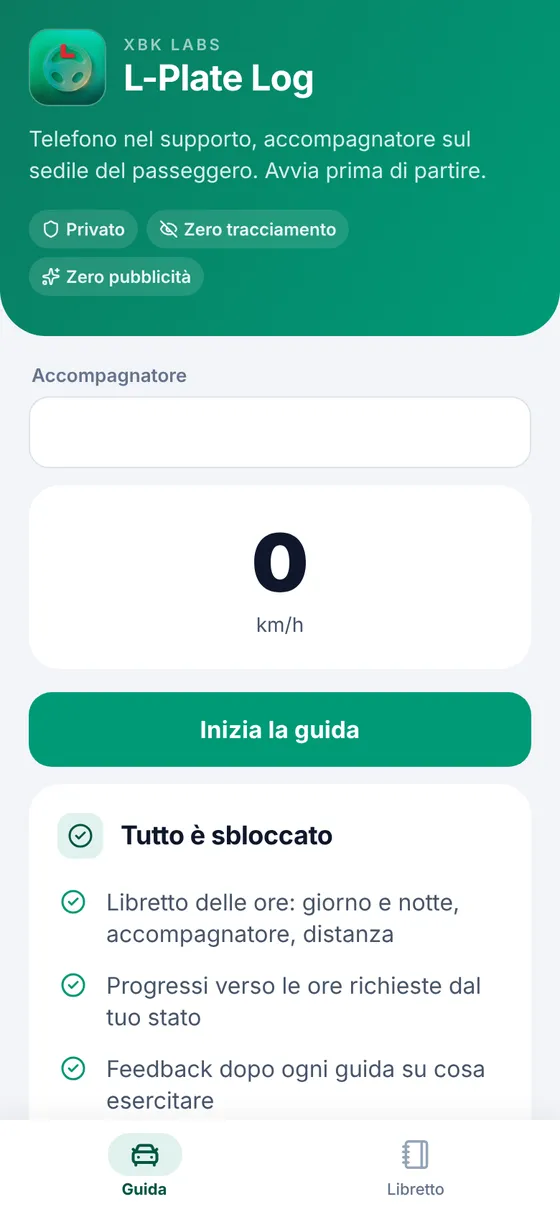 XBK LABS
L-Plate Log
Telefono nel supporto, accompagnatore sul
sedile del passeggero. Avvia prima di partire.
Privato
Zero tracciamento
Zero pubblicità
Accompagnatore
0
km/h
Inizia la guida
Tutto è sbloccato
Libretto delle ore: giorno e notte,
accompagnatore, distanza
Progressi verso le ore richieste dal
tuo stato
Feedback dopo ogni guida su cosa
esercitare
Guida
Libretto